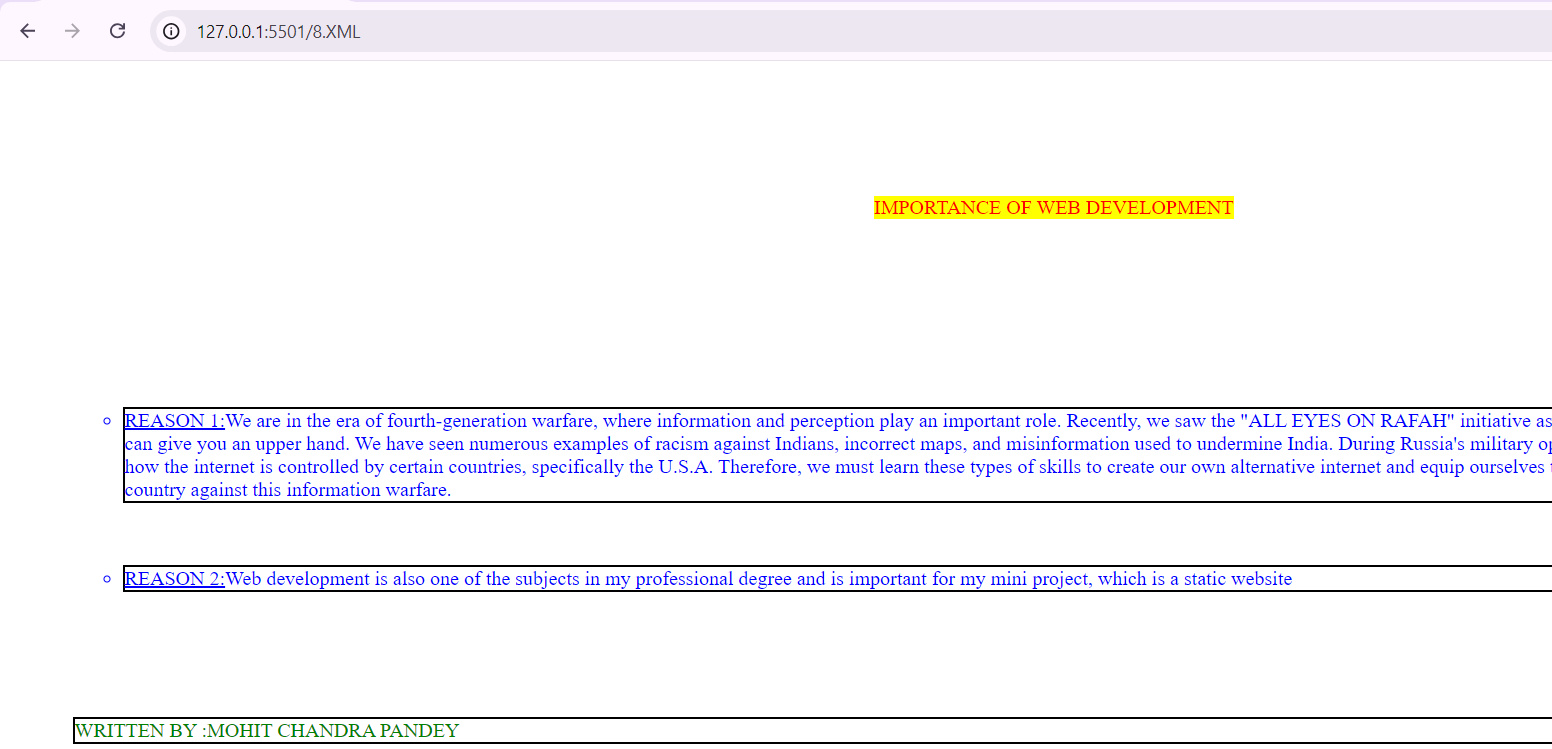 127.0.0.1:5501/8.XML
IMPORTANCE OF WEB DEVELOPMENT
REASON 1:We are in the era of fourth-generation warfare, where information and perception play an important role. Recently, we saw the "ALL EYES ON RAFAH" initiative as
can give you an upper hand. We have seen numerous examples of racism against Indians, incorrect maps, and misinformation used to undermine India. During Russia's military
how the internet is controlled by certain countries, specifically the U.S.A. Therefore, we must learn these types of skills to create our own alternative internet and equip ourselves
country against this information warfare.
REASON 2:Web development is also one of the subjects in my professional degree and is important for my mini project, which is a static website
WRITTEN BY :MOHIT CHANDRA PANDEY